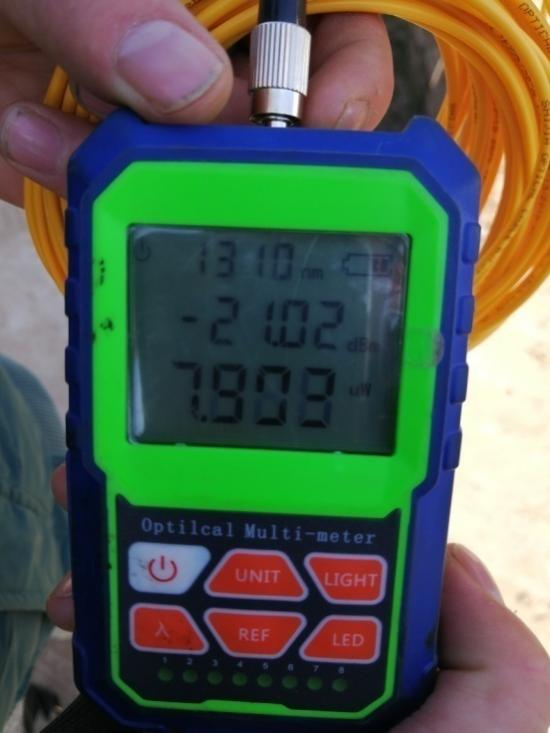 1310 nm
-21.02 dBm
7.903 uW
Optilcal Multi-meter
UNIT
LIGHT
λ
REF
LED
1 2 3 4 5 6 7 8